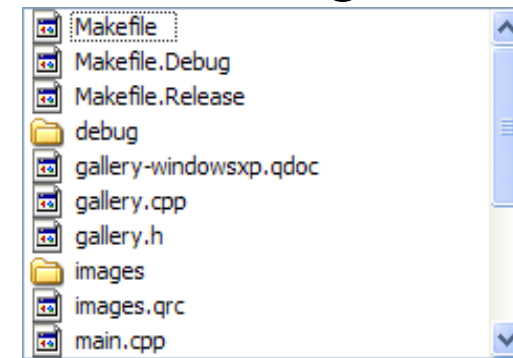 Makefile
Makefile.Debug
Makefile.Release
debug
gallery-windowsxp.qdoc
gallery.cpp
gallery.h
images
images.qrc
main.cpp